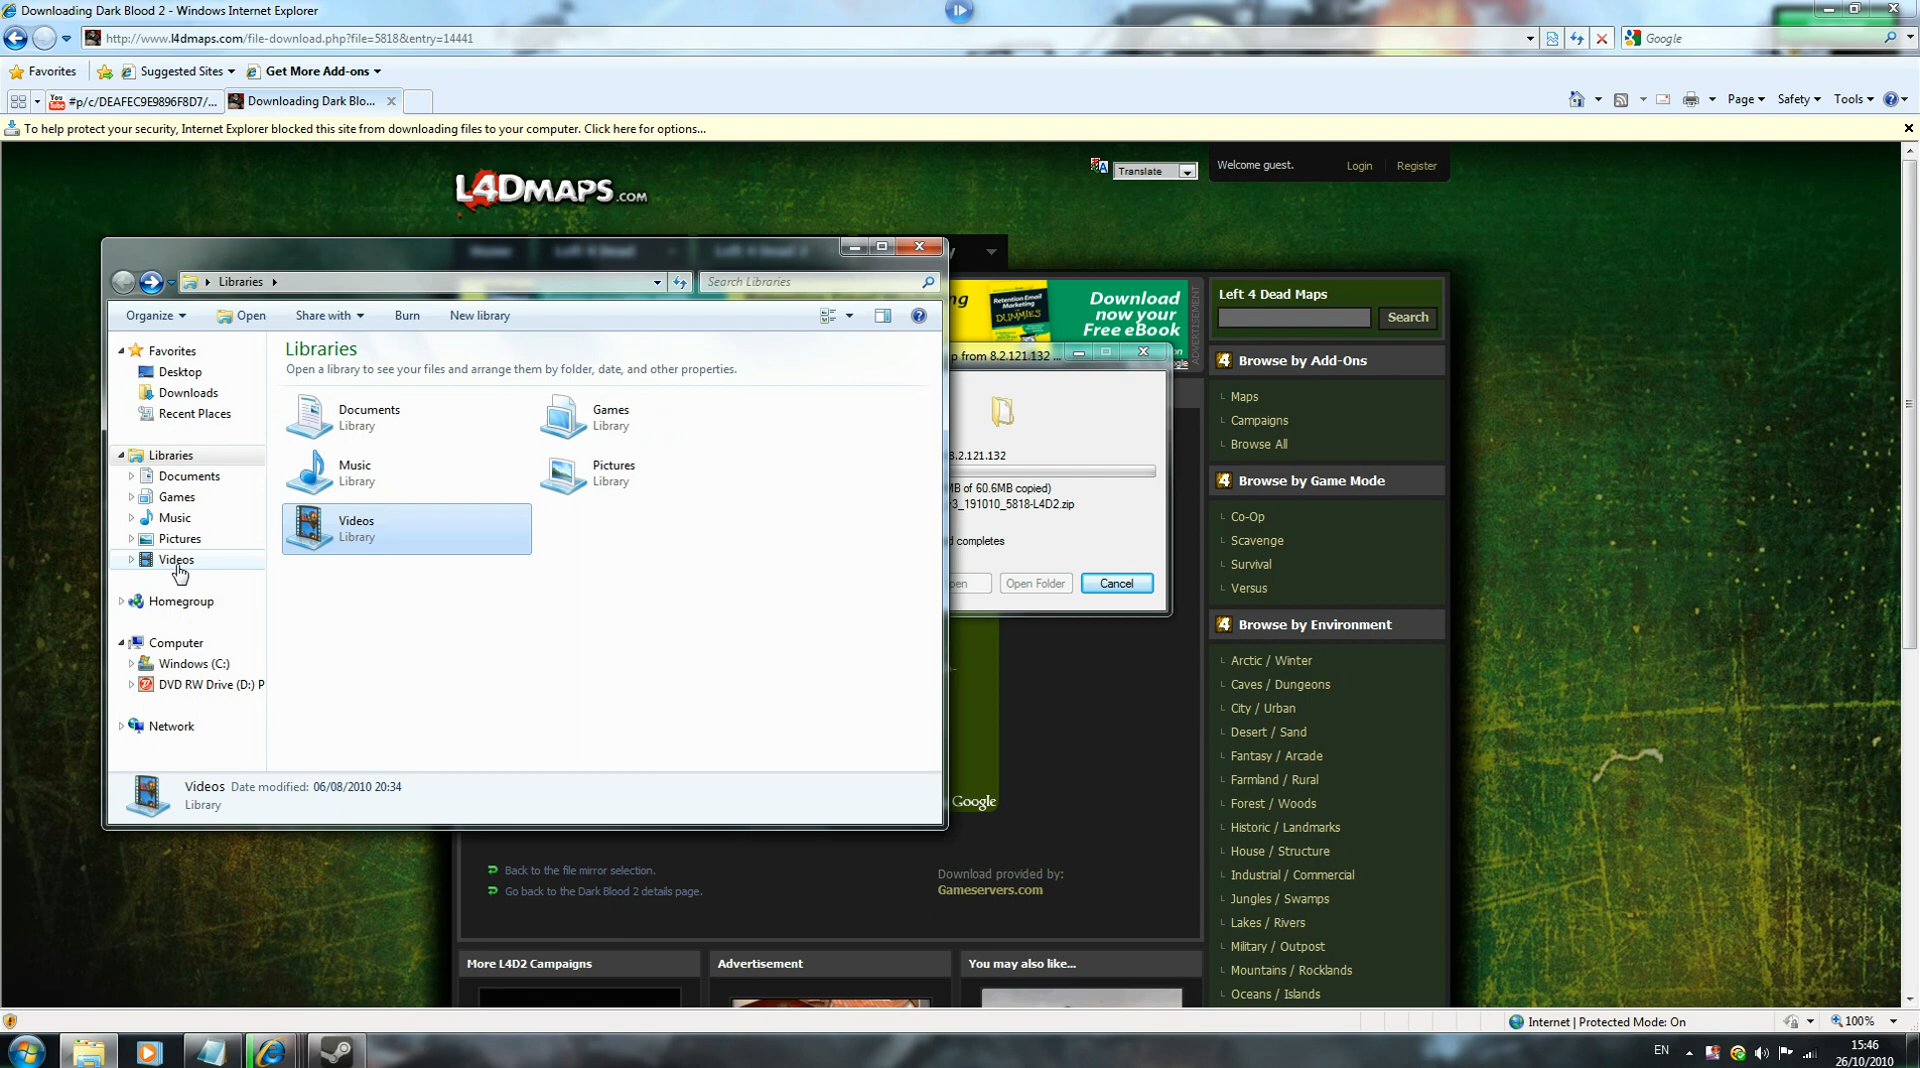 Downloading Dark Blood 2 - Windows Internet Explorer
http://www.l4dmaps.com/file-download.php?file=5818&entry=14441
Google
Favorites
Suggested Sites
Get More Add-ons
#p/c/DEAFEC9E9896F8D7/...
Downloading Dark Blo...
Page
Safety
Tools
To help protect your security, Internet Explorer blocked this site from downloading files to your computer. Click here for options...
L4DMAPS.COM
Translate
Welcome guest.
Login
Register
Libraries
Search Libraries
Organize
Open
Share with
Burn
New library
Favorites
Desktop
Downloads
Recent Places
Libraries
Documents
Games
Music
Pictures
Videos
Homegroup
Computer
Windows (C:)
DVD RW Drive (D:) P
Network
Libraries
Open a library to see your files and arrange them by folder, date, and other properties.
Documents
Library
Games
Library
Music
Library
Pictures
Library
Videos
Library
Videos Date modified: 06/08/2010 20:34
Library
Retention Email
Marketing
DUMMIES
Download
now your
Free eBook
ADVERTISEMENT
p from 8.2.121.132 ...
8.2.121.132
MB of 60.6MB copied)
3_191010_5818-L4D2.zip
d completes
pen
Open Folder
Cancel
Google
Back to the file mirror selection.
Go back to the Dark Blood 2 details page.
Download provided by:
Gameservers.com
More L4D2 Campaigns
Advertisement
You may also like...
Left 4 Dead Maps
Search
Browse by Add-Ons
Maps
Campaigns
Browse All
Browse by Game Mode
Co-Op
Scavenge
Survival
Versus
Browse by Environment
Arctic / Winter
Caves / Dungeons
City / Urban
Desert / Sand
Fantasy / Arcade
Farmland / Rural
Forest / Woods
Historic / Landmarks
House / Structure
Industrial / Commercial
Jungles / Swamps
Lakes / Rivers
Military / Outpost
Mountains / Rocklands
Oceans / Islands
Internet | Protected Mode: On
100%
EN
15:46
26/10/2010